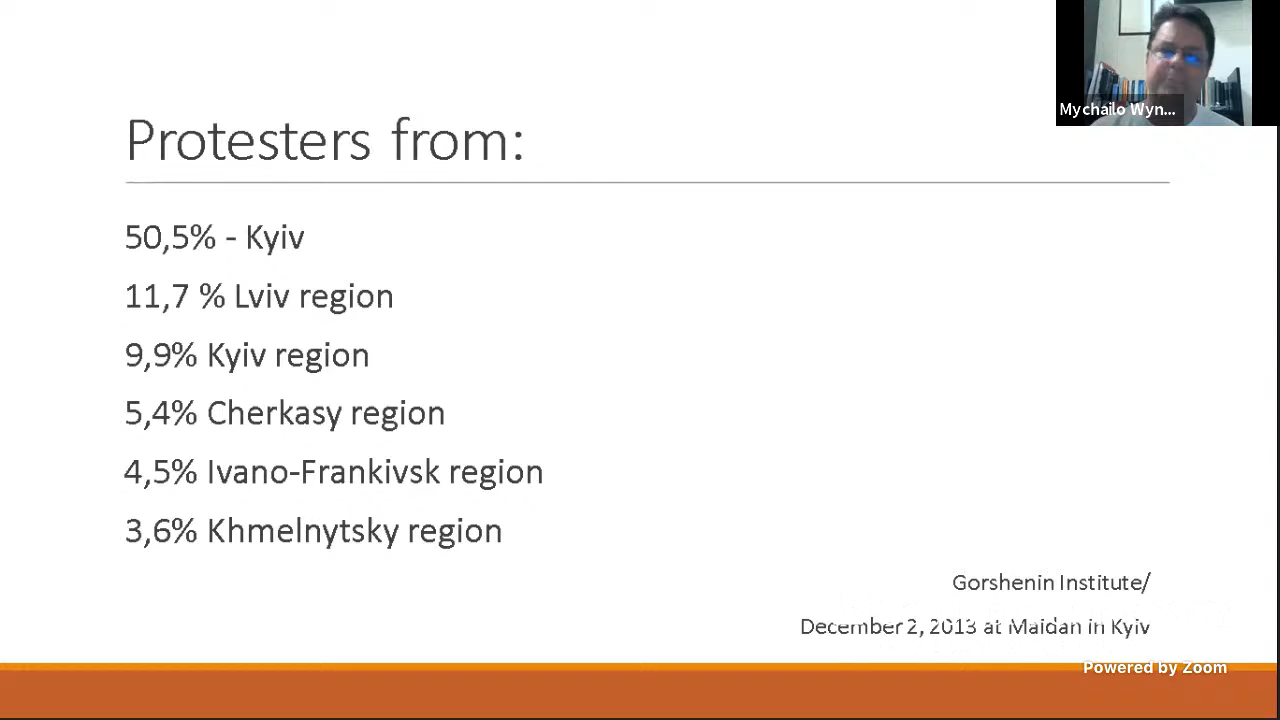 Mychailo Wyn...
Protesters from:
50,5% - Kyiv
11,7 % Lviv region
9,9% Kyiv region
5,4% Cherkasy region
4,5% Ivano-Frankivsk region
3,6% Khmelnytsky region
Gorshenin Institute/
December 2, 2013 at Maidan in Kyiv
Powered by Zoom